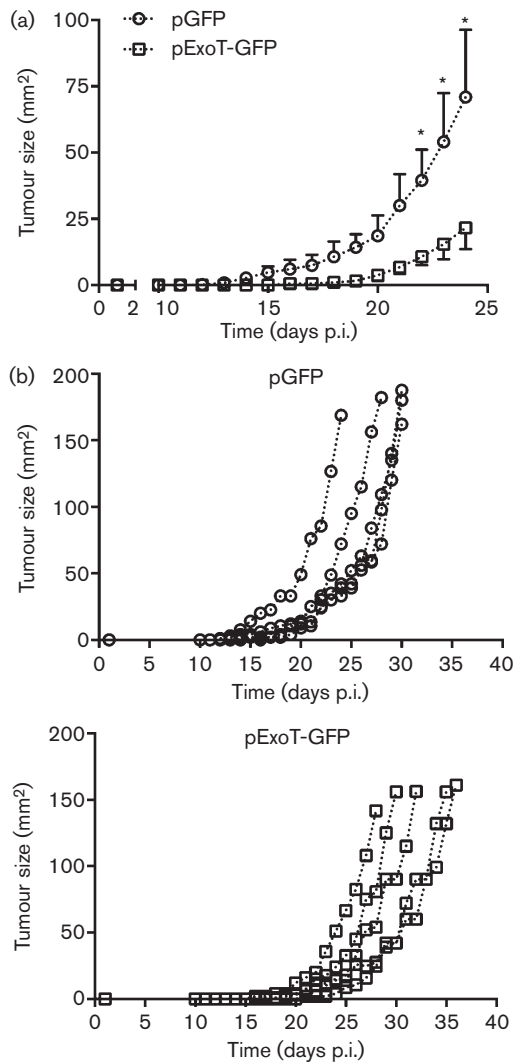 (a)
100
75
50
25
0
Tumour size (mm²)
pGFP
pExoT-GFP
*
*
*
0 2 10 15 20 25
Time (days p.i.)
(b)
pGFP
200
150
100
50
0
Tumour size (mm²)
0 5 10 15 20 25 30 35 40
Time (days p.i.)
pExoT-GFP
200
150
100
50
0
Tumour size (mm²)
0 5 10 15 20 25 30 35 40
Time (days p.i.)